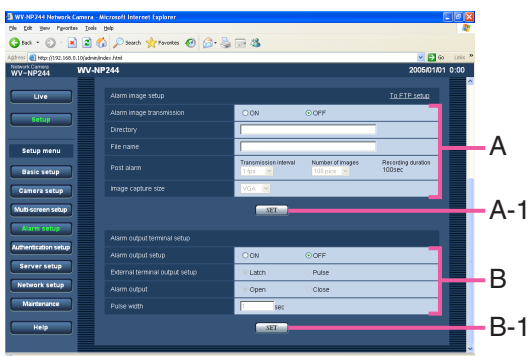 WV-NP244 Network Camera - Microsoft Internet Explorer
File Edit View Favorites Tools Help
Back Search Favorites
Address http://192.168.0.10/admin/index.html Go Links
Network Camera
WV-NP244 WV-NP244 2005/01/01 0:00
Live
Setup
Setup menu
Basic setup
Camera setup
Multi-screen setup
Alarm setup
Authentication setup
Server setup
Network setup
Maintenance
Help
Alarm image setup To FTP setup
Alarm image transmission ON OFF
Directory
File name
Post alarm Transmission interval Number of images Recording duration
1 fps 100 pics 100sec
Image capture size VGA
SET
Alarm output terminal setup
Alarm output setup ON OFF
External terminal output setup Latch Pulse
Alarm output Open Close
Pulse width 1 sec
SET
A
A-1
B
B-1